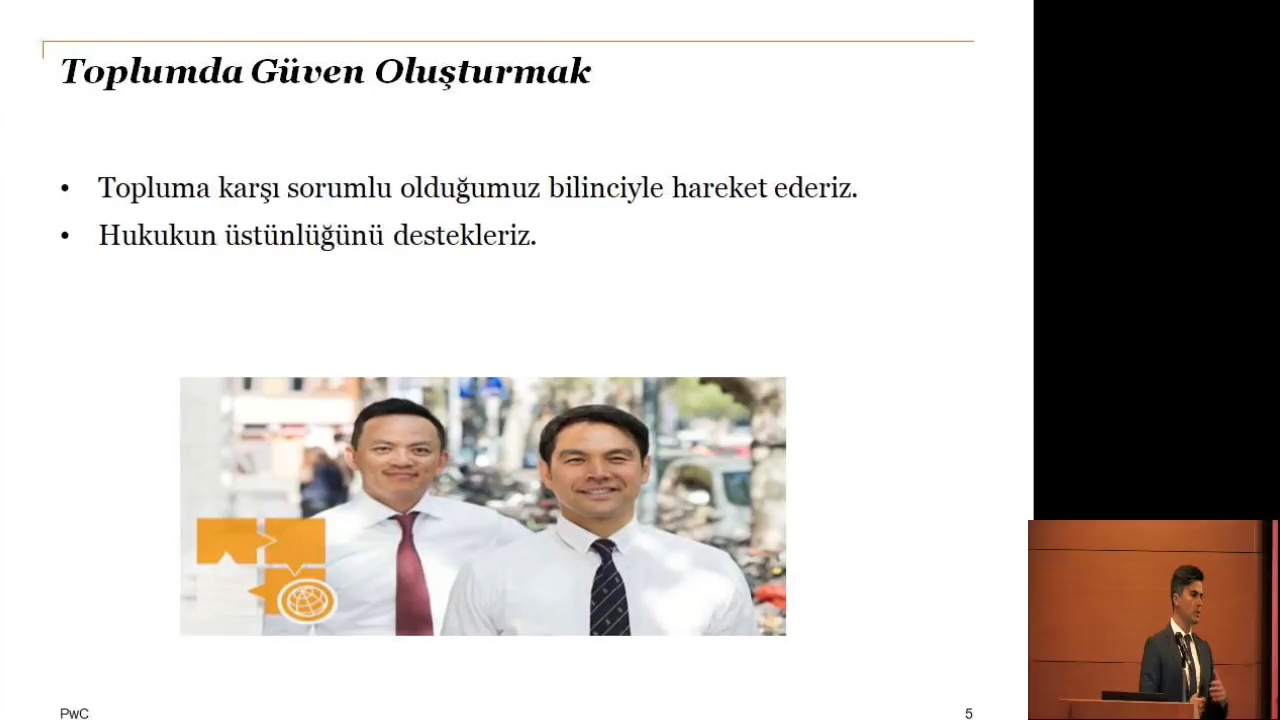 Toplumda Güven Oluşturmak
• Topluma karşı sorumlu olduğumuz bilinciyle hareket ederiz.
• Hukukun üstünlüğünü destekleriz.
PwC
5